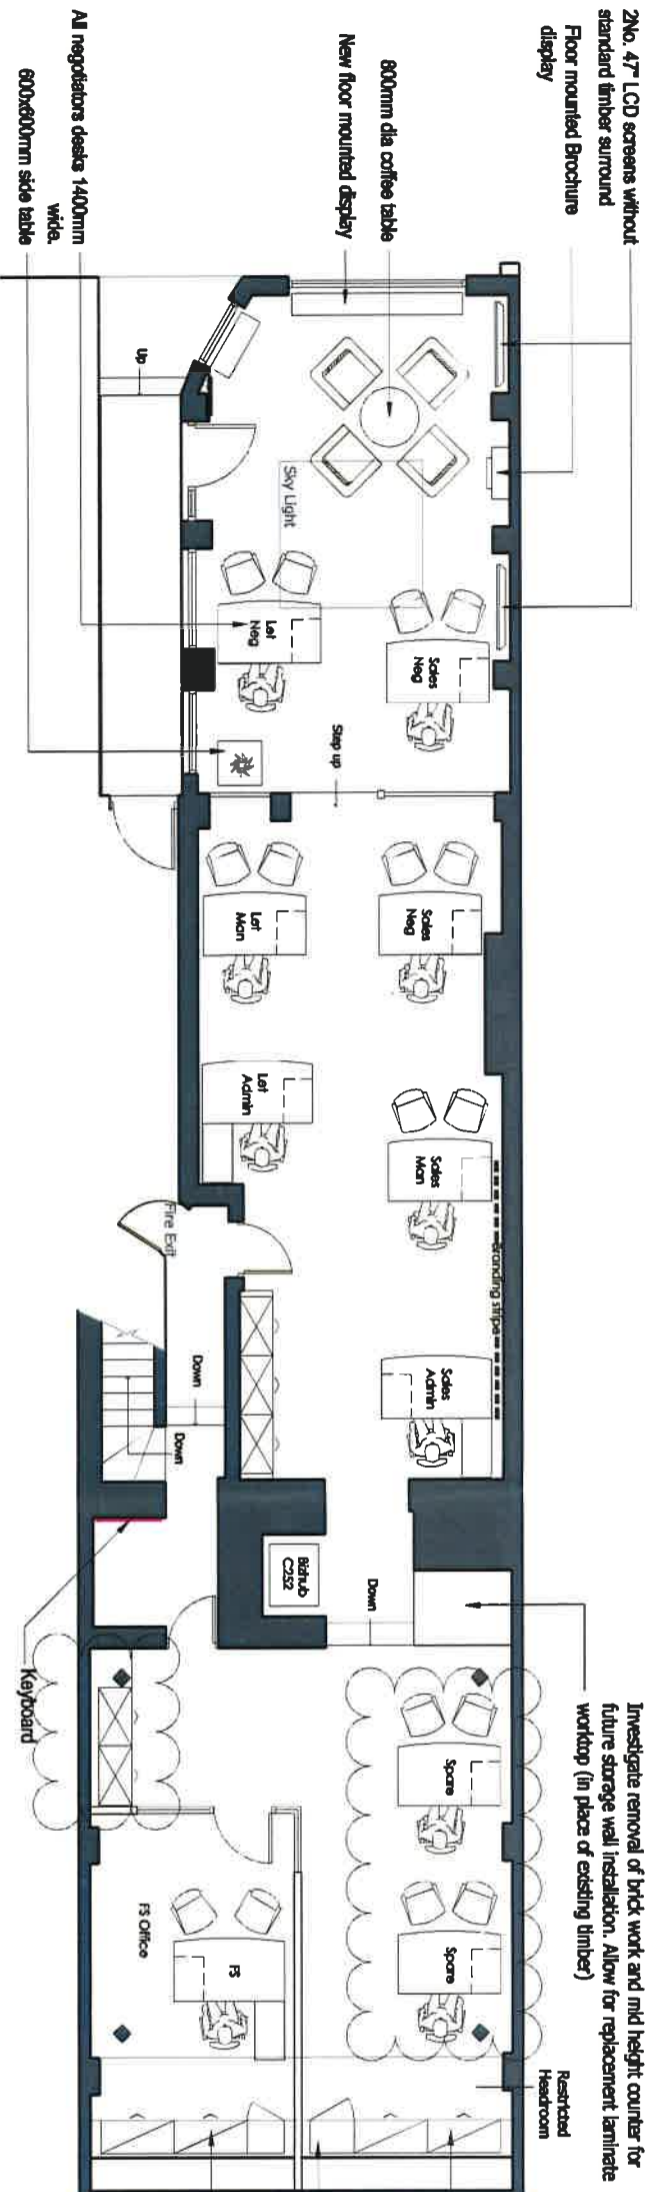 2No. 47" LCD screens without
standard timber surround
Floor mounted Brochure
display
800mm dia coffee table
New floor mounted display
All negotiators desks 1400mm
wide.
600x600mm side table
Up
Sky Light
Let
Neg
Sales
Neg
Step up
Let
Man
Sales
Neg
Let
Admin
Sales
Man
Branding stripe
Fire Exit
Sales
Admin
Down
Down
Bizhub
C252
Down
Keyboard
Investigate removal of brick work and mid height counter for
future storage wall installation. Allow for replacement laminate
worktop (in place of existing timber)
Spare
Spare
FS Office
FS
Restricted
Headroom